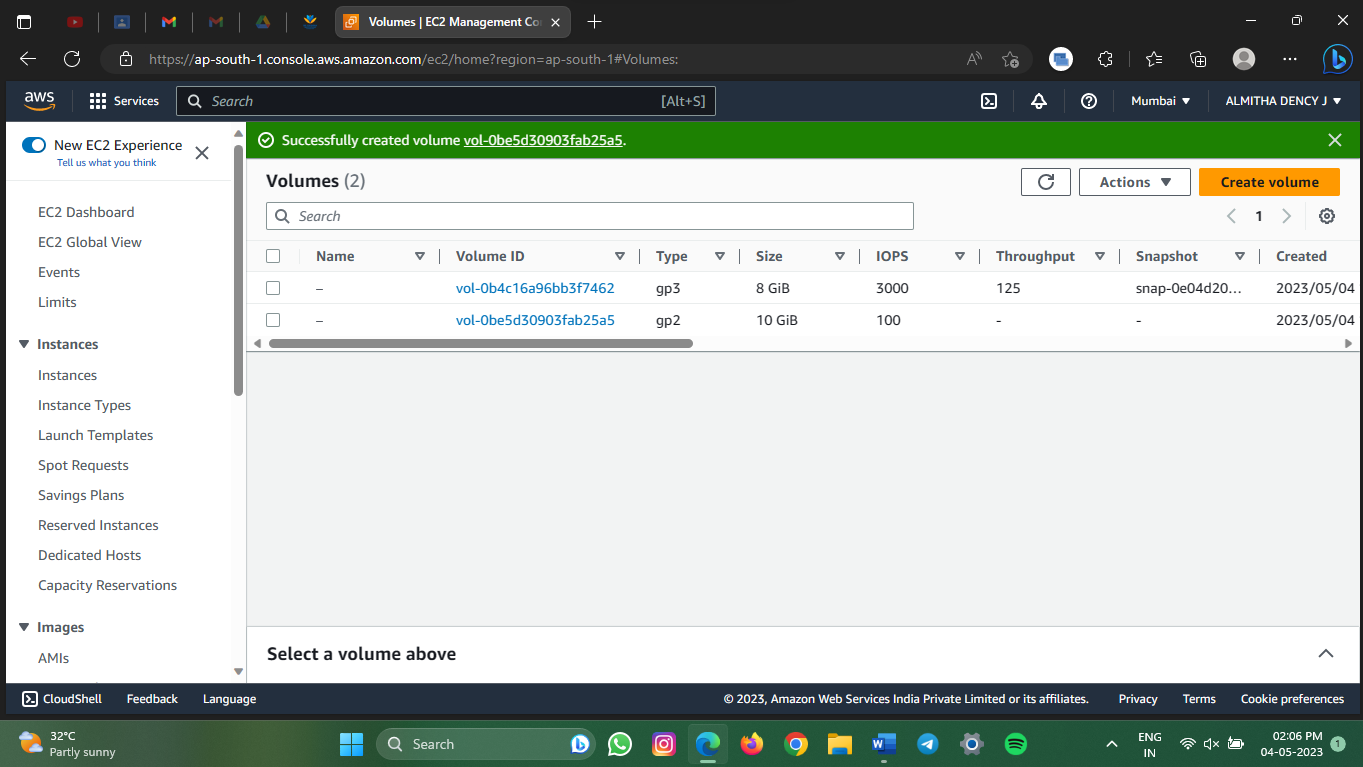 Volumes | EC2 Management Co
https://ap-south-1.console.aws.amazon.com/ec2/home?region=ap-south-1#Volumes:
aws Services Search [Alt+S] Mumbai ALMITHA DENCY J
New EC2 Experience
Tell us what you think
Successfully created volume vol-0be5d30903fab25a5.
Volumes (2) Actions Create volume
Search 1
Name Volume ID Type Size IOPS Throughput Snapshot Created
– vol-0b4c16a96bb3f7462 gp3 8 GiB 3000 125 snap-0e04d20... 2023/05/04
– vol-0be5d30903fab25a5 gp2 10 GiB 100 - - 2023/05/04
EC2 Dashboard
EC2 Global View
Events
Limits
Instances
Instances
Instance Types
Launch Templates
Spot Requests
Savings Plans
Reserved Instances
Dedicated Hosts
Capacity Reservations
Images
AMIs
Select a volume above
CloudShell Feedback Language © 2023, Amazon Web Services India Private Limited or its affiliates. Privacy Terms Cookie preferences
32°C
Partly sunny
Search
ENG
IN
02:06 PM
04-05-2023
1